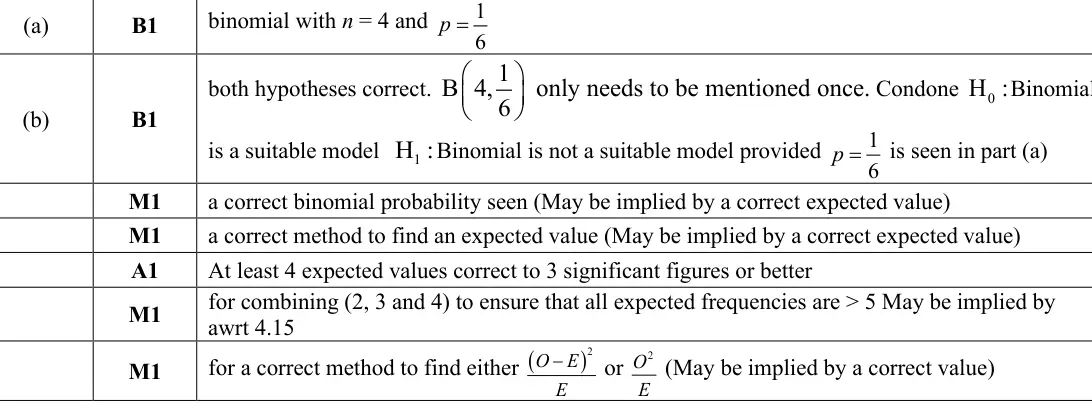 (a) B1 binomial with n = 4 and p = 1/6
(b) B1 both hypotheses correct. B(4, 1/6) only needs to be mentioned once. Condone H₀ : Binomial
is a suitable model H₁ : Binomial is not a suitable model provided p = 1/6 is seen in part (a)
M1 a correct binomial probability seen (May be implied by a correct expected value)
M1 a correct method to find an expected value (May be implied by a correct expected value)
A1 At least 4 expected values correct to 3 significant figures or better
M1 for combining (2, 3 and 4) to ensure that all expected frequencies are > 5 May be implied by
awrt 4.15
M1 for a correct method to find either (O – E)²/E or O²/E (May be implied by a correct value)